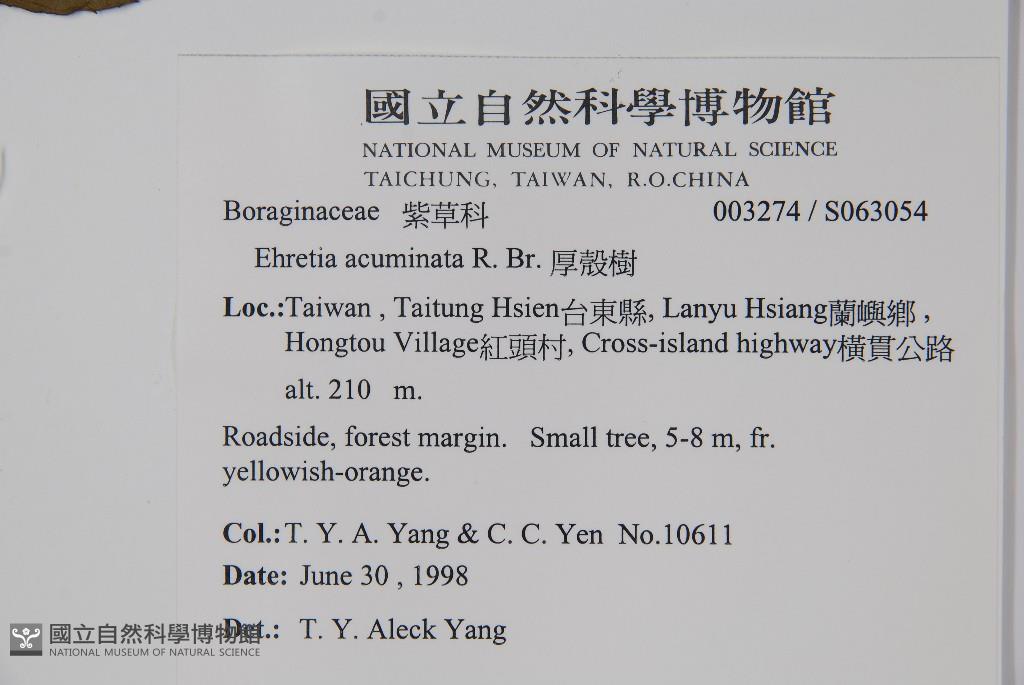 國立自然科學博物館
NATIONAL MUSEUM OF NATURAL SCIENCE
TAICHUNG, TAIWAN, R.O.CHINA
Boraginaceae 紫草科 003274 / S063054
Ehretia acuminata R. Br. 厚殼樹
Loc.:Taiwan , Taitung Hsien台東縣, Lanyu Hsiang蘭嶼鄉 ,
Hongtou Village紅頭村, Cross-island highway橫貫公路
alt. 210 m.
Roadside, forest margin. Small tree, 5-8 m, fr.
yellowish-orange.
Col.:T. Y. A. Yang & C. C. Yen No.10611
Date: June 30 , 1998
Det.: T. Y. Aleck Yang
國立自然科學博物館
NATIONAL MUSEUM OF NATURAL SCIENCE